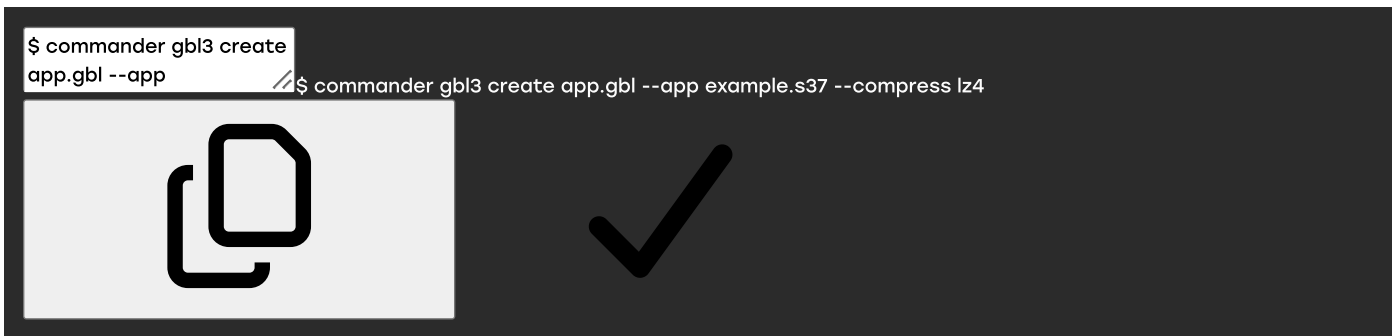 $ commander gbl3 create
app.gbl --app
$ commander gbl3 create app.gbl --app example.s37 --compress lz4